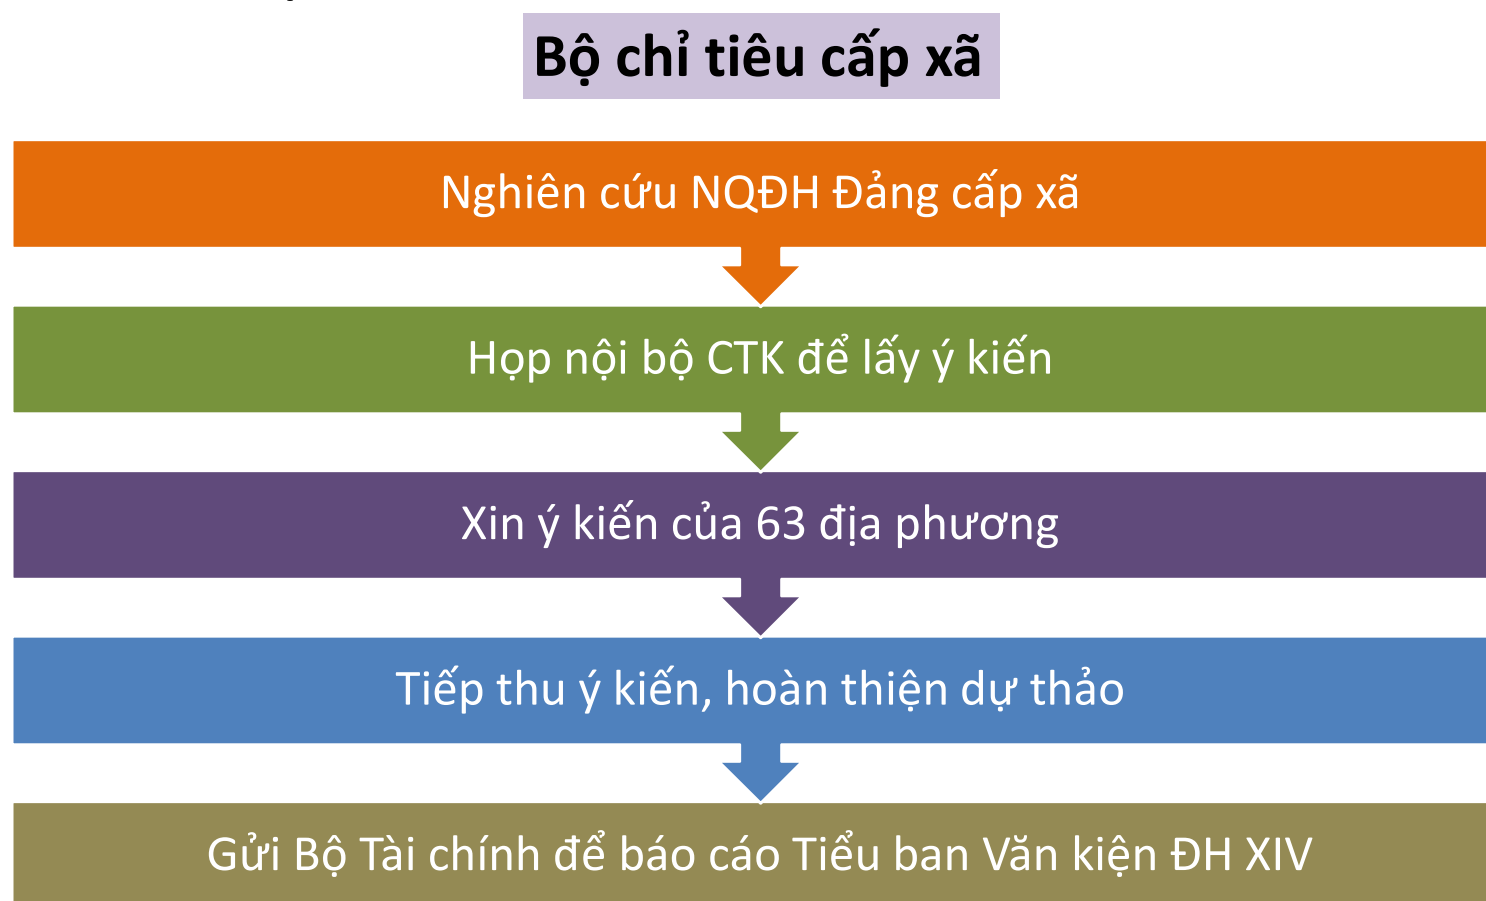 Bộ chỉ tiêu cấp xã
Nghiên cứu NQĐH Đảng cấp xã
Họp nội bộ CTK để lấy ý kiến
Xin ý kiến của 63 địa phương
Tiếp thu ý kiến, hoàn thiện dự thảo
Gửi Bộ Tài chính để báo cáo Tiểu ban Văn kiện ĐH XIV